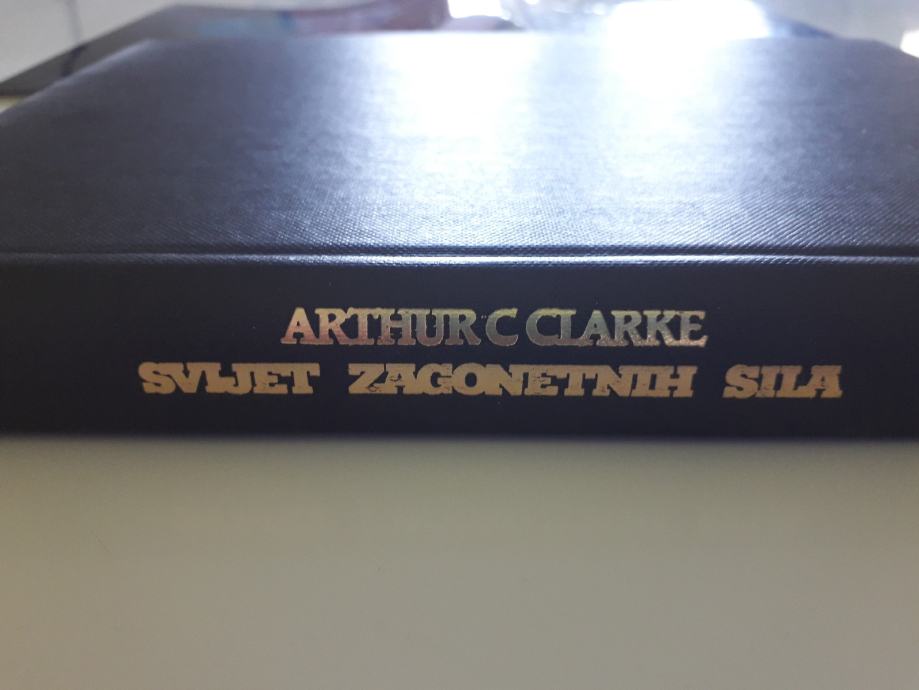 ARTHUR C CLARKE
SVIJET ZAGONETNIH SILA